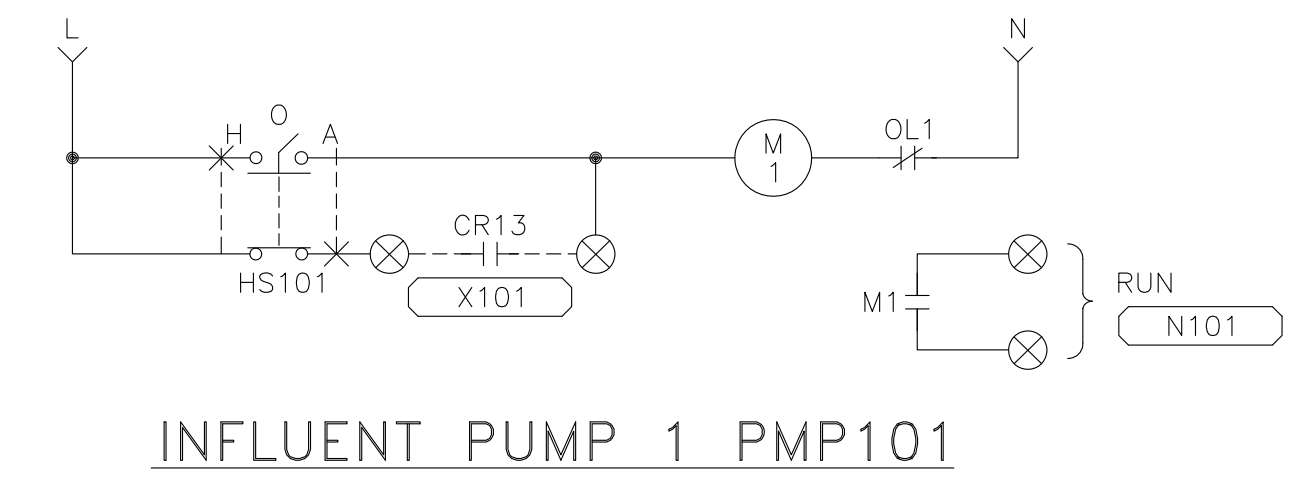 L
N
H
O
A
M
1
OL1
CR13
HS101
X101
M1
RUN
N101
INFLUENT PUMP 1 PMP101